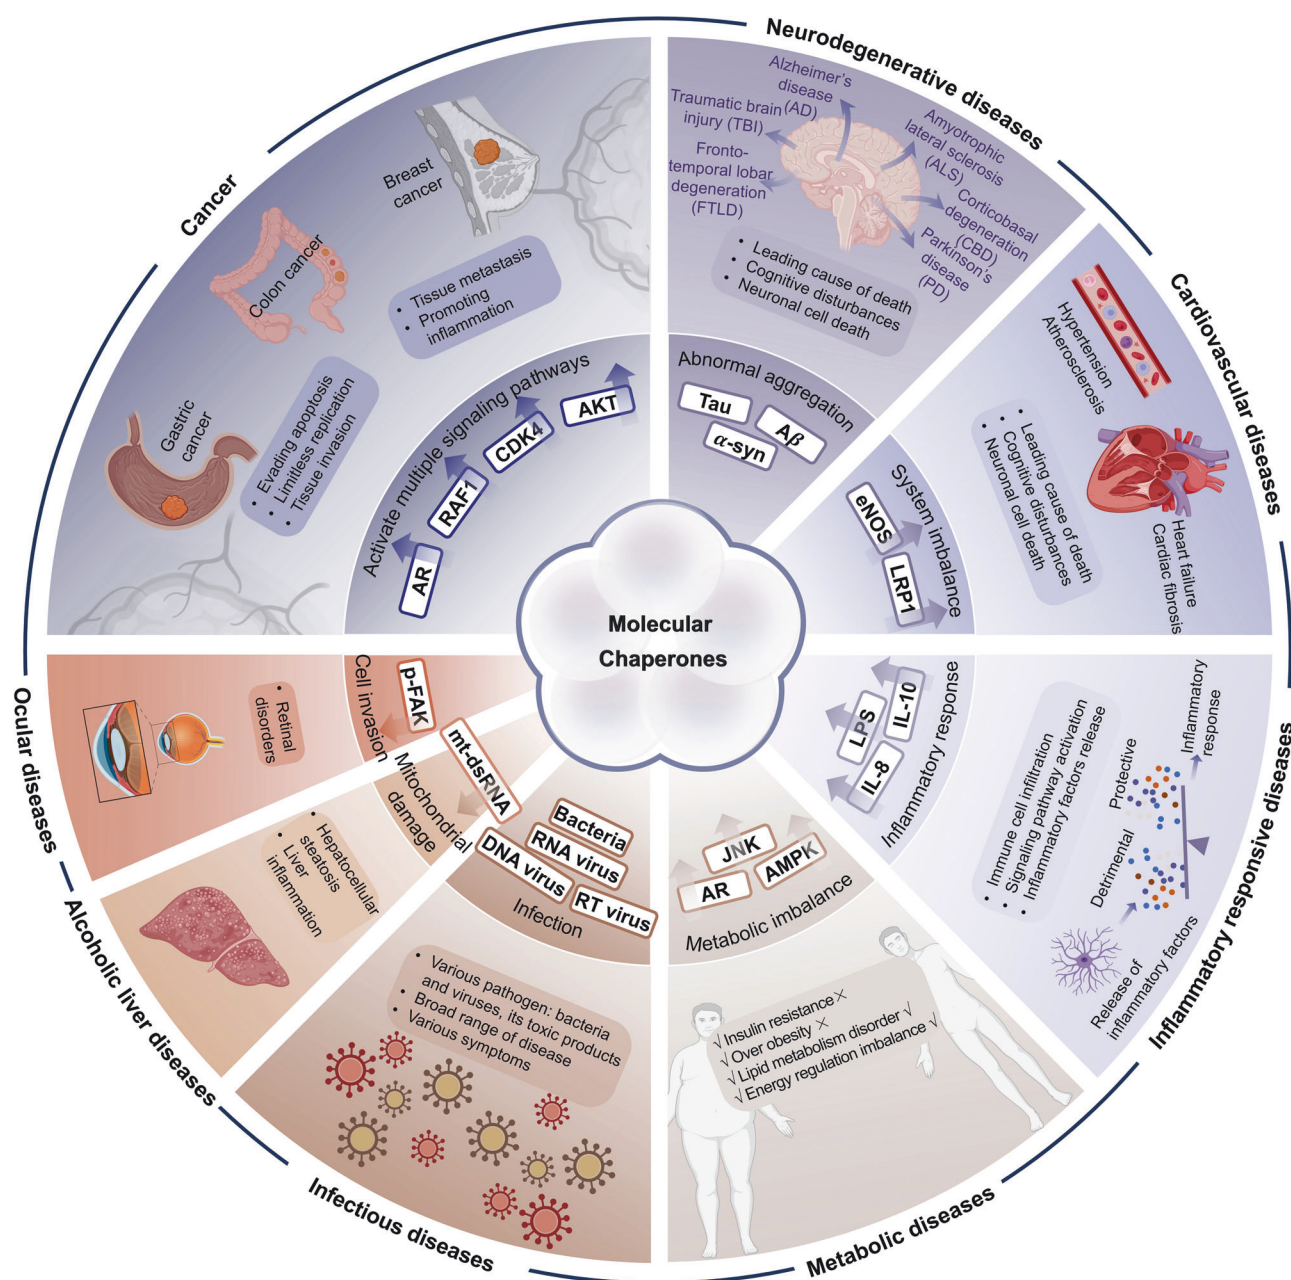 Molecular
Chaperones
Neurodegenerative diseases
Alzheimer's
disease
(AD)
Traumatic brain
injury (TBI)
Fronto-
temporal lobar
degeneration
(FTLD)
Amyotrophic
lateral sclerosis
(ALS)
Corticobasal
degeneration
(CBD)
Parkinson's
disease
(PD)
• Leading cause of death
• Cognitive disturbances
• Neuronal cell death
Abnormal aggregation
Tau
Aβ
α-syn
Cardiovascular diseases
Hypertension
Atherosclerosis
Heart failure
Cardiac fibrosis
• Leading cause of death
• Cognitive disturbances
• Neuronal cell death
System imbalance
eNOS
LRP1
Inflammatory responsive diseases
Inflammatory
response
Protective
Detrimental
Release of
inflammatory factors
• Immune cell infiltration
• Signaling pathway activation
• Inflammatory factors release
Inflammatory response
IL-10
LPS
IL-8
Metabolic diseases
√ Insulin resistance ×
√ Over obesity ×
√ Lipid metabolism disorder √
√ Energy regulation imbalance √
Metabolic imbalance
JNK
AMPK
AR
Infectious diseases
• Various pathogen: bacteria
and viruses, its toxic products
• Broad range of disease
• Various symptoms
Infection
Bacteria
RNA virus
DNA virus
RT virus
Alcoholic liver diseases
• Hepatocellular
steatosis
• Liver
inflammation
Mitochondrial
damage
mt-dsRNA
Ocular diseases
• Retinal
disorders
Cell invasion
p-FAK
Cancer
Breast
cancer
Colon cancer
Gastric
cancer
• Tissue metastasis
• Promoting
inflammation
• Evading apoptosis
• Limitless replication
• Tissue invasion
Activate multiple signaling pathways
AKT
CDK4
RAF1
AR